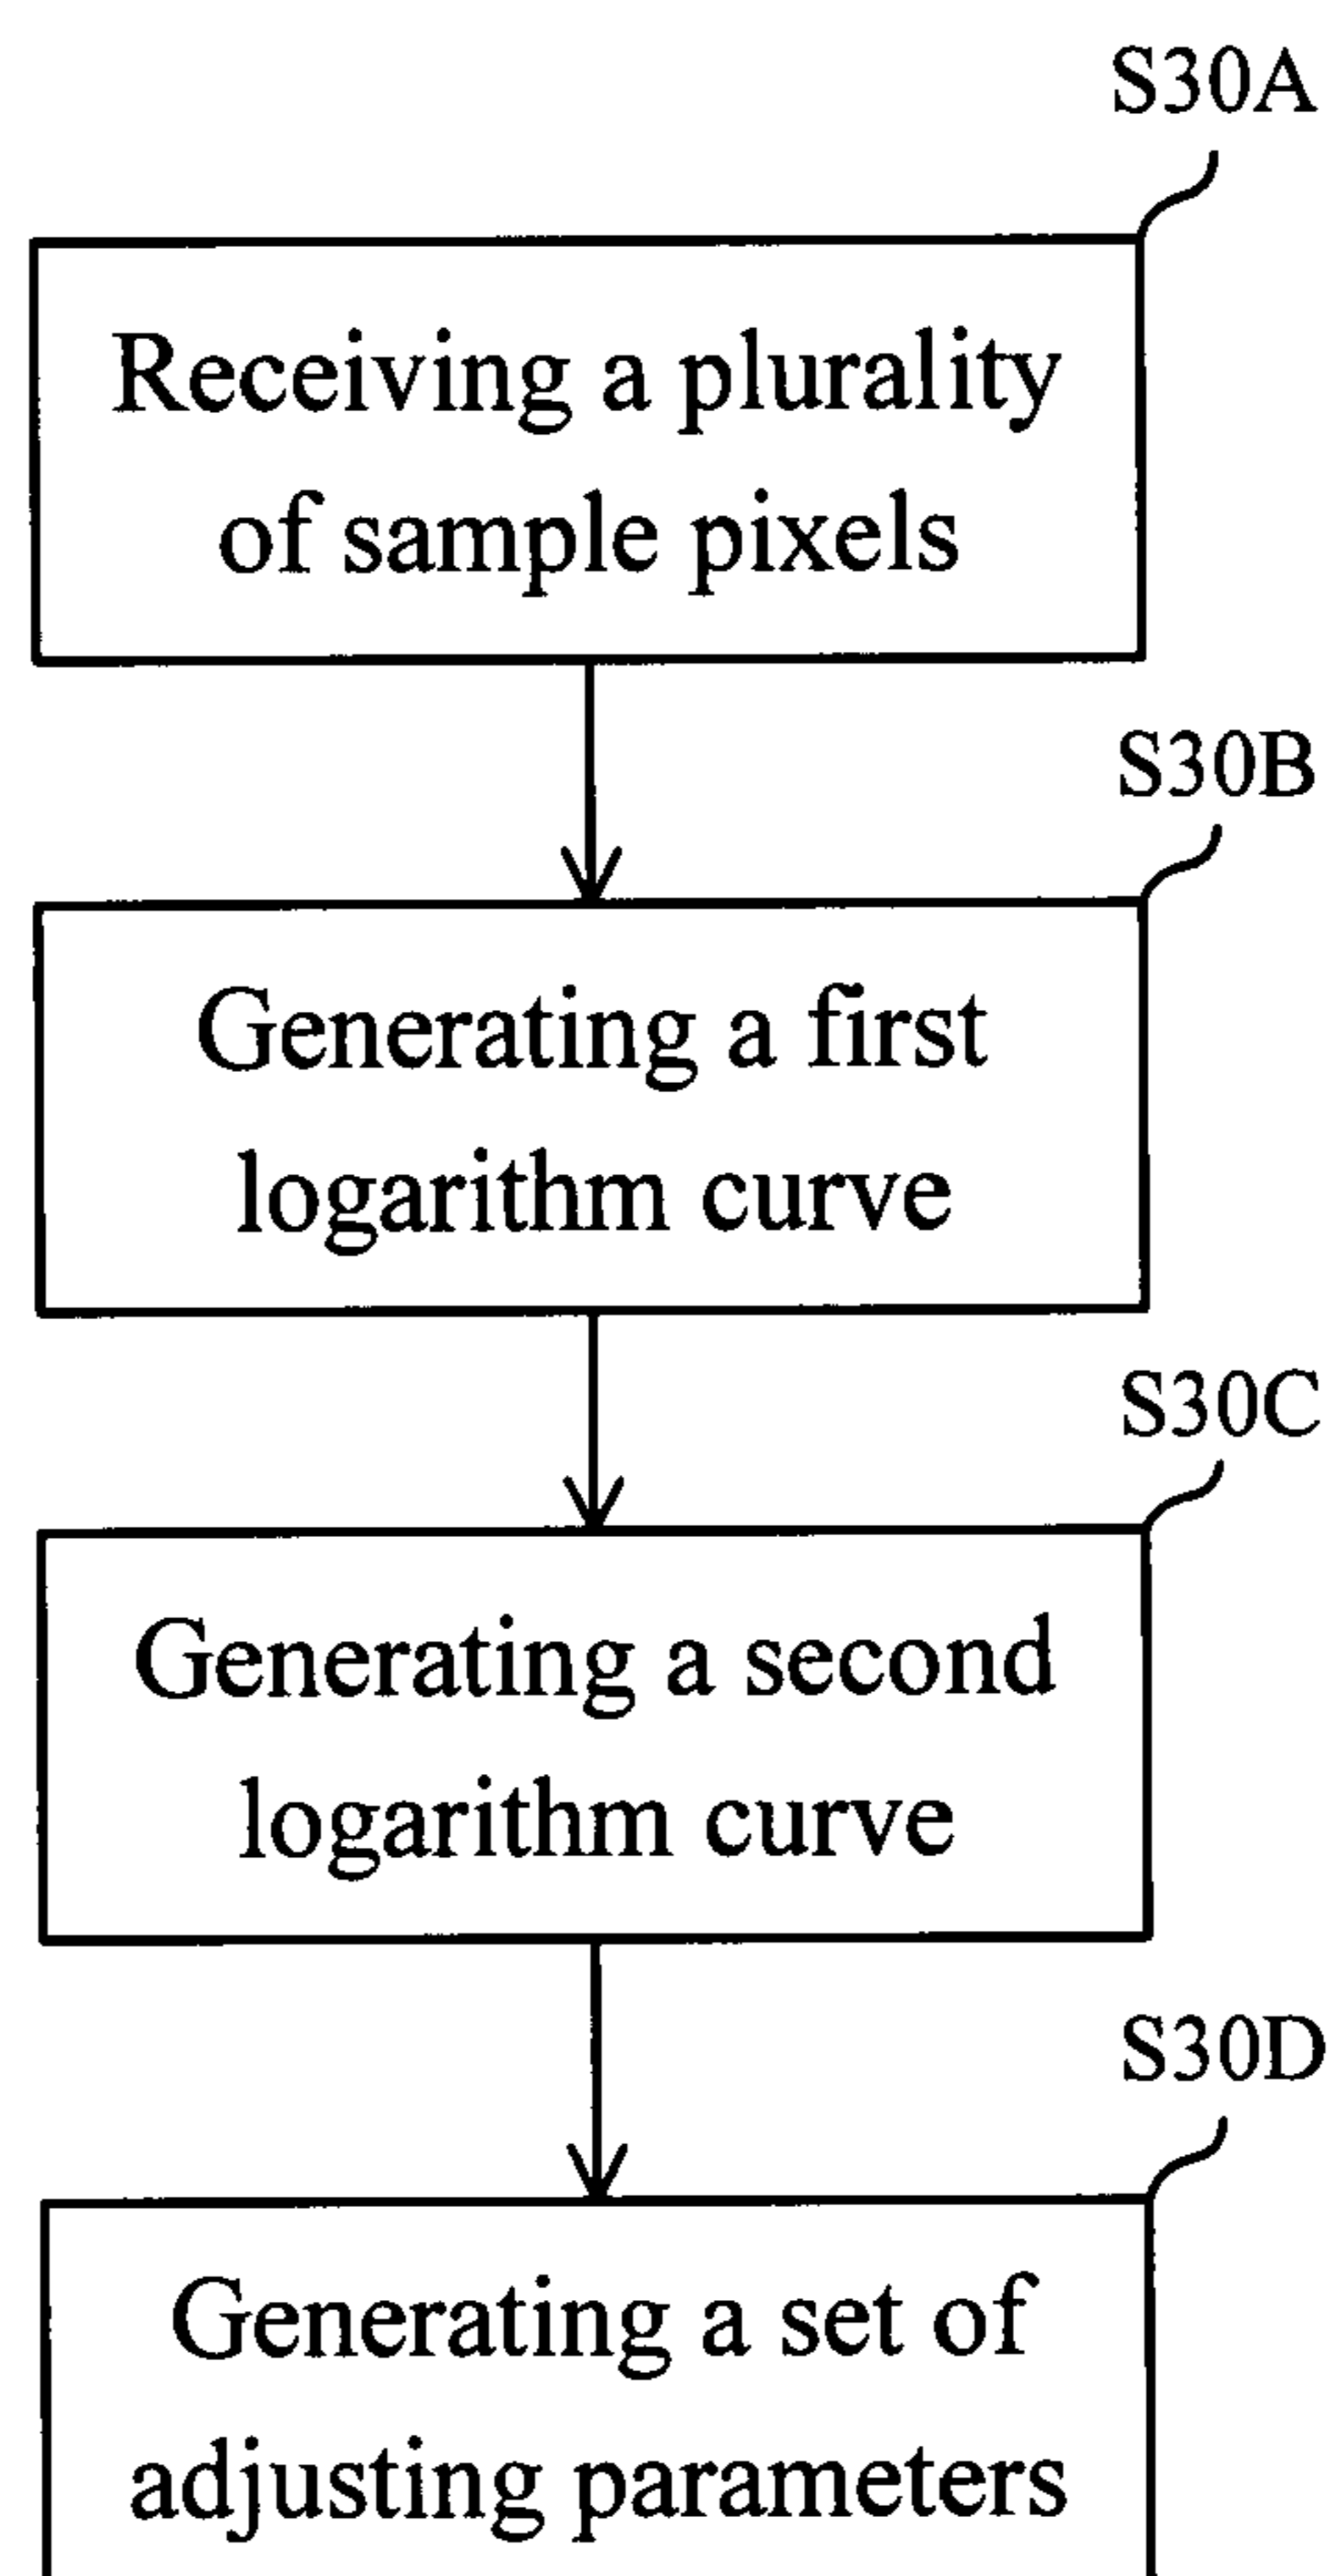 S30A
Receiving a plurality
of sample pixels
S30B
Generating a first
logarithm curve
S30C
Generating a second
logarithm curve
S30D
Generating a set of
adjusting parameters